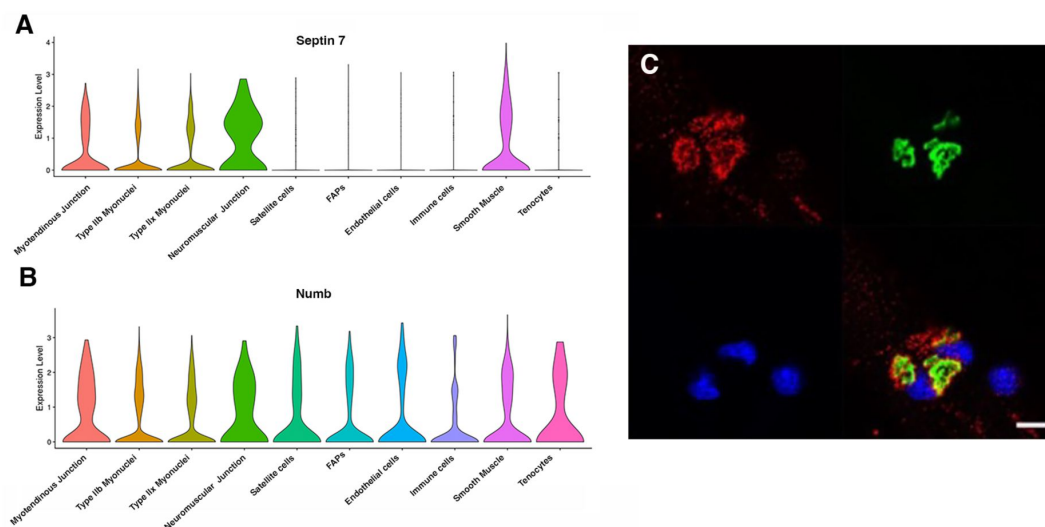 A
Septin 7
Expression Level
4
3
2
1
0
Myotendinous Junction
Type IIb Myonuclei
Type IIx Myonuclei
Neuromuscular Junction
Satellite cells
FAPs
Endothelial cells
Immune cells
Smooth Muscle
Tenocytes
B
Numb
Expression Level
3
2
1
0
Myotendinous Junction
Type IIb Myonuclei
Type IIx Myonuclei
Neuromuscular Junction
Satellite cells
FAPs
Endothelial cells
Immune cells
Smooth Muscle
Tenocytes
C